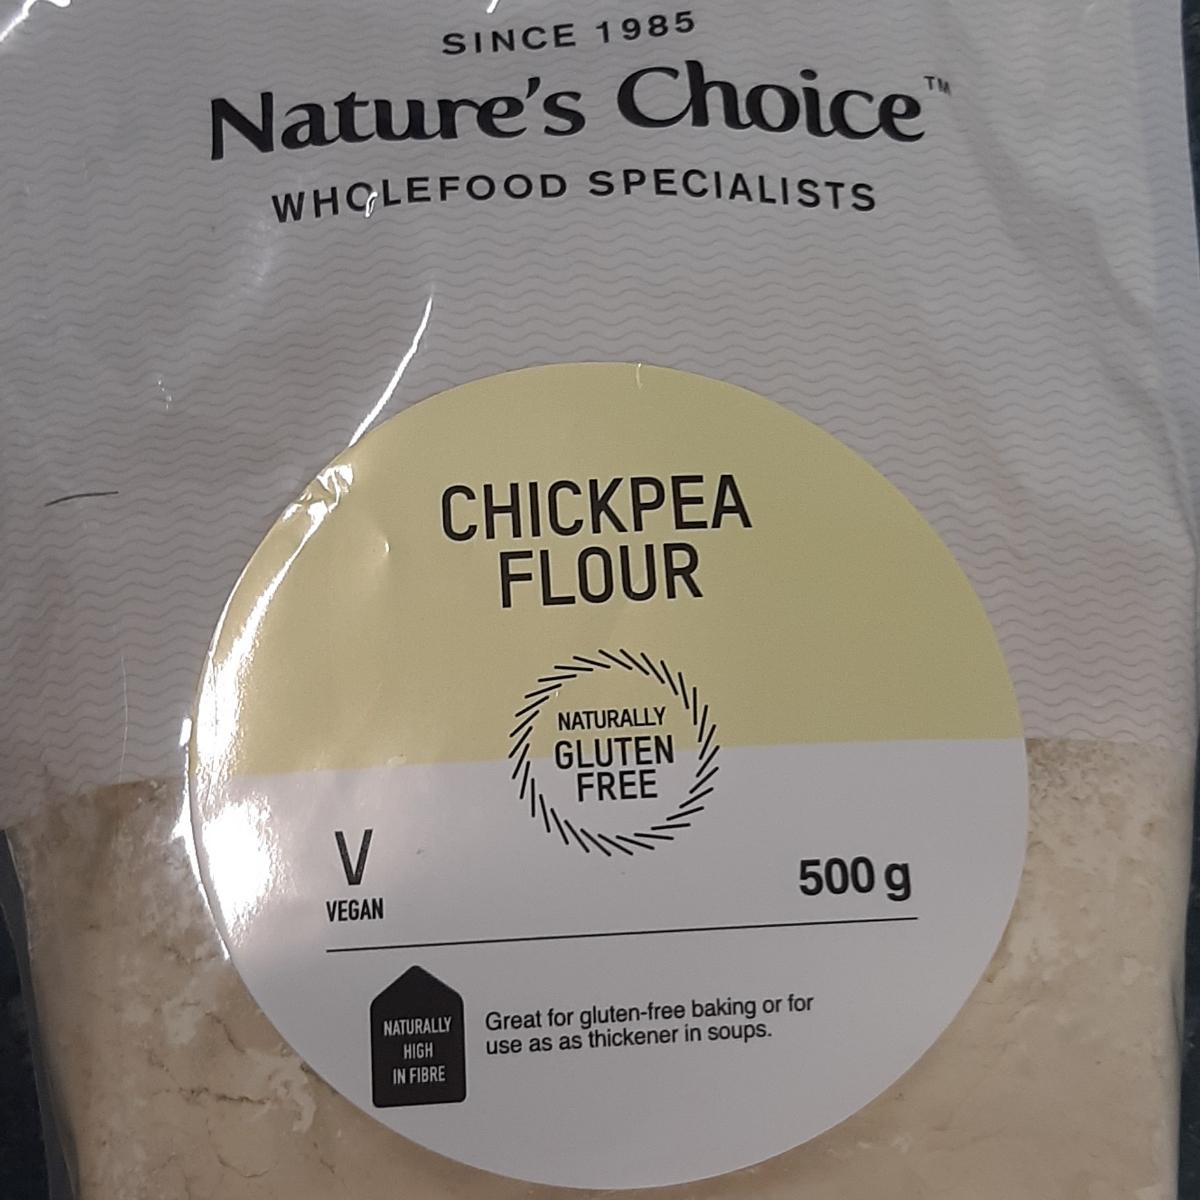 SINCE 1985
Nature's Choice™
WHOLEFOOD SPECIALISTS
CHICKPEA
FLOUR
NATURALLY
GLUTEN
FREE
V
VEGAN
500 g
NATURALLY
HIGH
IN FIBRE
Great for gluten-free baking or for
use as as thickener in soups.